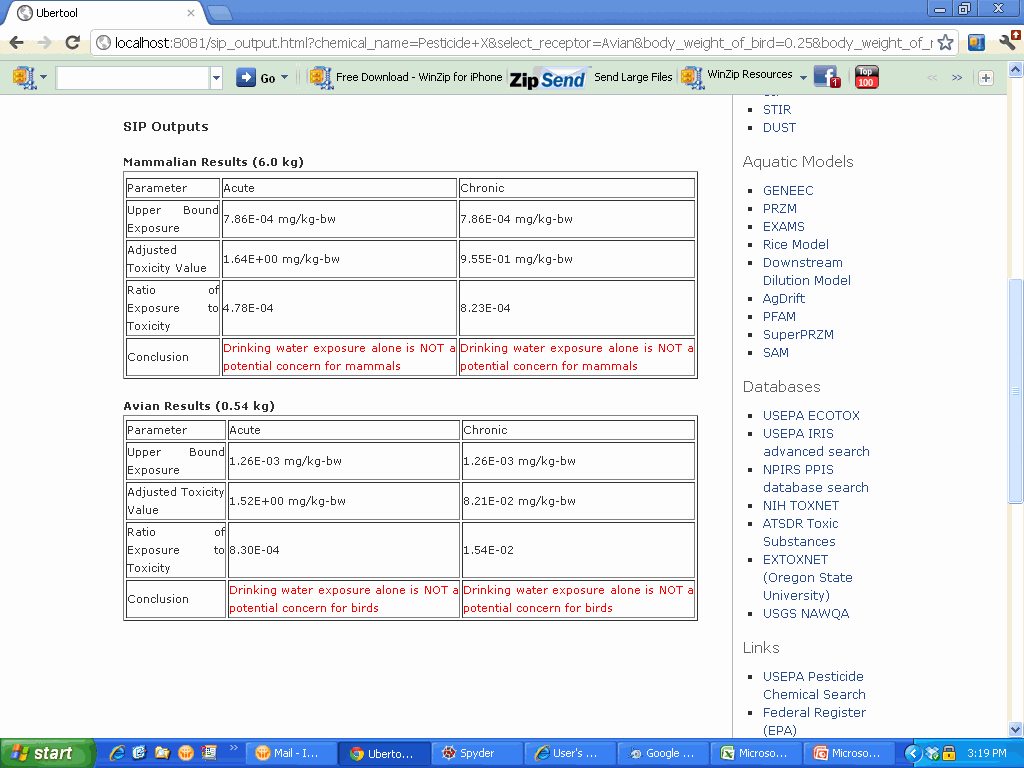 Ubertool
localhost:8081/sip_output.html?chemical_name=Pesticide+X&select_receptor=Avian&body_weight_of_bird=0.25&body_weight_of_r
Go
Free Download - WinZip for iPhone
ZipSend
Send Large Files
WinZip Resources
1
Top 100
STIR
DUST
SIP Outputs
Mammalian Results (6.0 kg)
Parameter Acute Chronic
Upper Bound
Exposure
7.86E-04 mg/kg-bw 7.86E-04 mg/kg-bw
Adjusted
Toxicity Value
1.64E+00 mg/kg-bw 9.55E-01 mg/kg-bw
Ratio of
Exposure to
Toxicity
4.78E-04 8.23E-04
Conclusion
Drinking water exposure alone is NOT a
potential concern for mammals
Drinking water exposure alone is NOT a
potential concern for mammals
Avian Results (0.54 kg)
Parameter Acute Chronic
Upper Bound
Exposure
1.26E-03 mg/kg-bw 1.26E-03 mg/kg-bw
Adjusted Toxicity
Value
1.52E+00 mg/kg-bw 8.21E-02 mg/kg-bw
Ratio of
Exposure to
Toxicity
8.30E-04 1.54E-02
Conclusion
Drinking water exposure alone is NOT a
potential concern for birds
Drinking water exposure alone is NOT a
potential concern for birds
Aquatic Models
GENEEC
PRZM
EXAMS
Rice Model
Downstream
Dilution Model
AgDrift
PFAM
SuperPRZM
SAM
Databases
USEPA ECOTOX
USEPA IRIS
advanced search
NPIRS PPIS
database search
NIH TOXNET
ATSDR Toxic
Substances
EXTOXNET
(Oregon State
University)
USGS NAWQA
Links
USEPA Pesticide
Chemical Search
Federal Register
(EPA)
start
Mail - I...
Uberto...
Spyder
User's ...
Google ...
Microso...
Microso...
3:19 PM